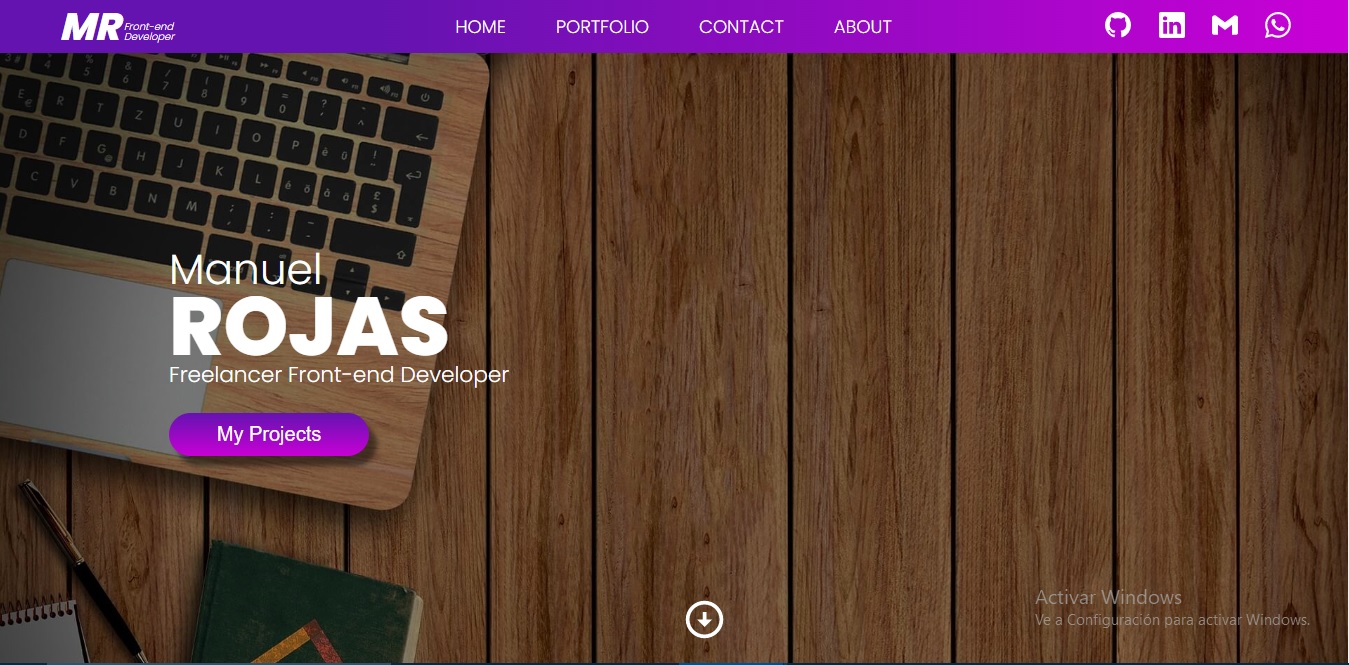 MR Front-end
Developer
HOME PORTFOLIO CONTACT ABOUT
Manuel
ROJAS
Freelancer Front-end Developer
My Projects
Activar Windows
Ve a Configuración para activar Windows.